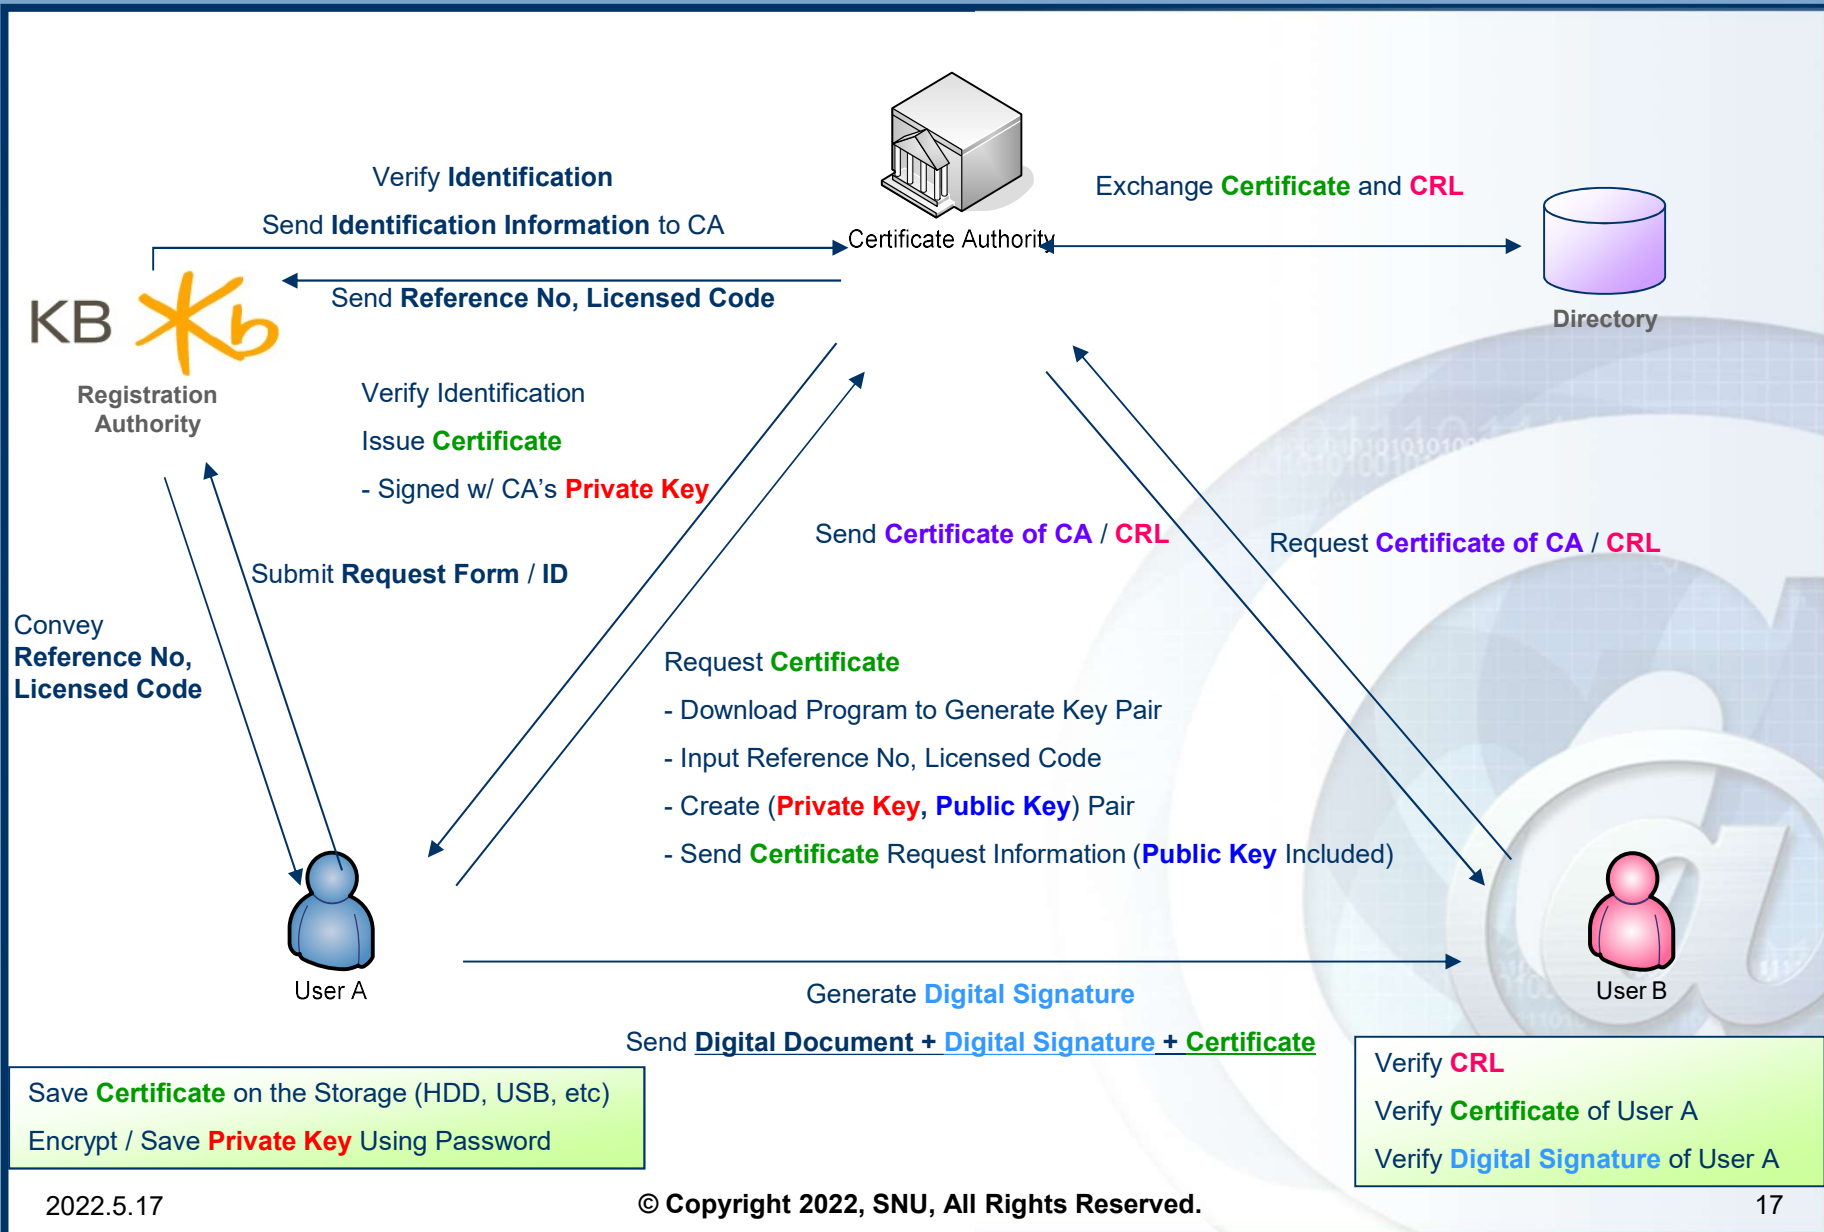 Verify Identification
Send Identification Information to CA
Certificate Authority
Exchange Certificate and CRL
Send Reference No, Licensed Code
KB Kb
Registration
Authority
Directory
Verify Identification
Issue Certificate
- Signed w/ CA's Private Key
Send Certificate of CA / CRL
Request Certificate of CA / CRL
Submit Request Form / ID
Convey
Reference No,
Licensed Code
Request Certificate
- Download Program to Generate Key Pair
- Input Reference No, Licensed Code
- Create (Private Key, Public Key) Pair
- Send Certificate Request Information (Public Key Included)
User A
User B
Generate Digital Signature
Send Digital Document + Digital Signature + Certificate
Save Certificate on the Storage (HDD, USB, etc)
Encrypt / Save Private Key Using Password
Verify CRL
Verify Certificate of User A
Verify Digital Signature of User A
2022.5.17
© Copyright 2022, SNU, All Rights Reserved.
17